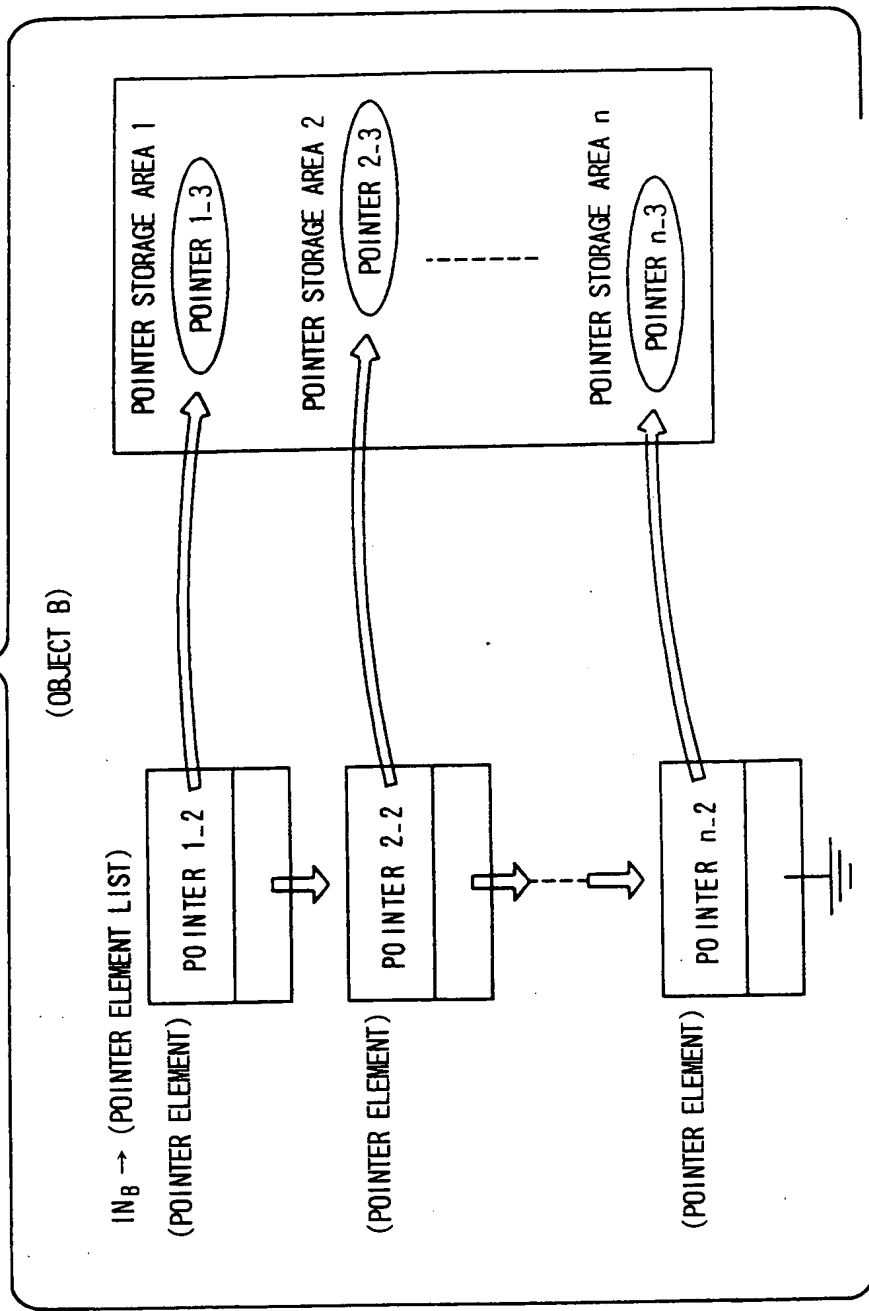 (OBJECT B)
IN_B → (POINTER ELEMENT LIST)
(POINTER ELEMENT)
POINTER 1_2
POINTER STORAGE AREA 1
POINTER 1_3
(POINTER ELEMENT)
POINTER 2_2
POINTER STORAGE AREA 2
POINTER 2_3
(POINTER ELEMENT)
POINTER n_2
POINTER STORAGE AREA n
POINTER n_3